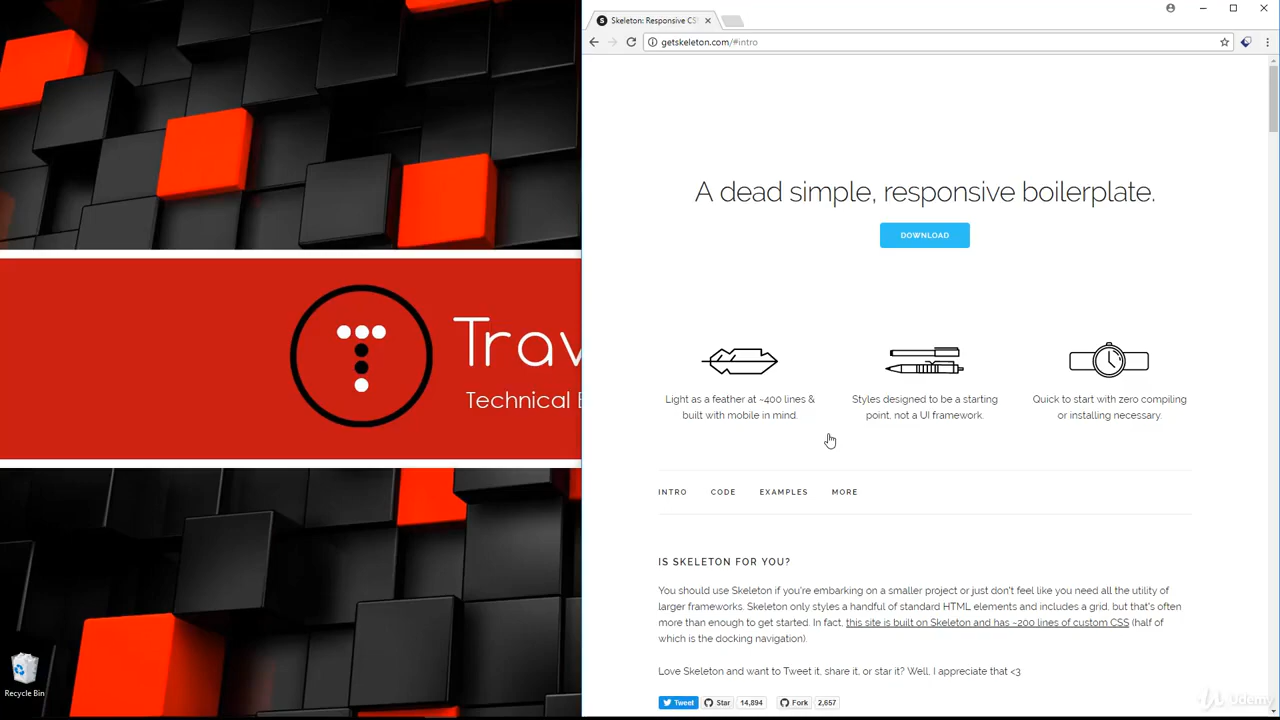 Skeleton: Responsive CS
getskeleton.com/#intro
A dead simple, responsive boilerplate.
DOWNLOAD
Light as a feather at ~400 lines &
built with mobile in mind.
Styles designed to be a starting
point, not a UI framework.
Quick to start with zero compiling
or installing necessary.
INTRO CODE EXAMPLES MORE
IS SKELETON FOR YOU?
You should use Skeleton if you're embarking on a smaller project or just don't feel like you need all the utility of
larger frameworks. Skeleton only styles a handful of standard HTML elements and includes a grid, but that's often
more than enough to get started. In fact, this site is built on Skeleton and has ~200 lines of custom CSS (half of
which is the docking navigation).
Love Skeleton and want to Tweet it, share it, or star it? Well, I appreciate that <3
Tweet Star 14,894 Fork 2,657
Trav
Technical
Recycle Bin
Udemy